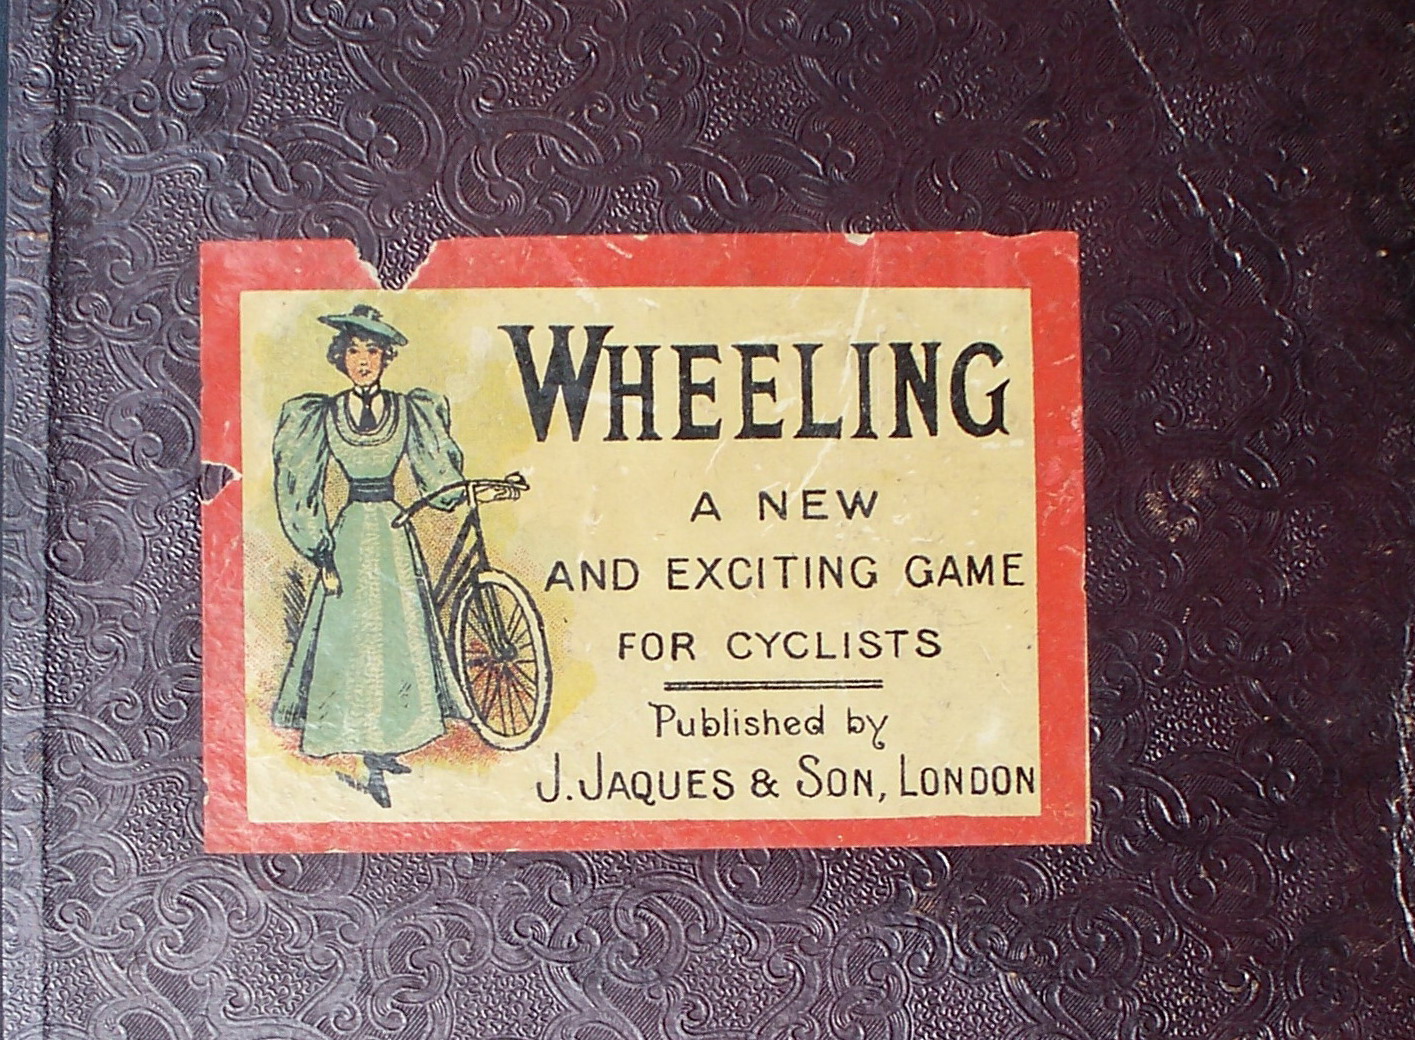 WHEELING
A NEW
AND EXCITING GAME
FOR CYCLISTS
Published by
J. JAQUES & SON, LONDON